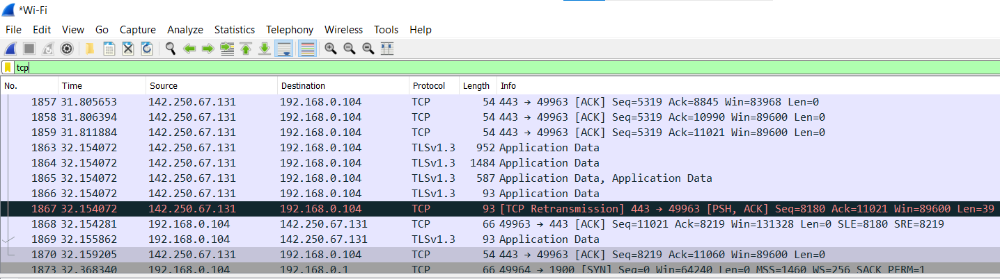 *Wi-Fi
File Edit View Go Capture Analyze Statistics Telephony Wireless Tools Help
tcp
No. Time Source Destination Protocol Length Info
1857 31.805653 142.250.67.131 192.168.0.104 TCP 54 443 → 49963 [ACK] Seq=5319 Ack=8845 Win=83968 Len=0
1858 31.806394 142.250.67.131 192.168.0.104 TCP 54 443 → 49963 [ACK] Seq=5319 Ack=10990 Win=89600 Len=0
1859 31.811884 142.250.67.131 192.168.0.104 TCP 54 443 → 49963 [ACK] Seq=5319 Ack=11021 Win=89600 Len=0
1863 32.154072 142.250.67.131 192.168.0.104 TLSv1.3 952 Application Data
1864 32.154072 142.250.67.131 192.168.0.104 TLSv1.3 1484 Application Data
1865 32.154072 142.250.67.131 192.168.0.104 TLSv1.3 587 Application Data, Application Data
1866 32.154072 142.250.67.131 192.168.0.104 TLSv1.3 93 Application Data
1867 32.154072 142.250.67.131 192.168.0.104 TCP 93 [TCP Retransmission] 443 → 49963 [PSH, ACK] Seq=8180 Ack=11021 Win=89600 Len=39
1868 32.154281 192.168.0.104 142.250.67.131 TCP 66 49963 → 443 [ACK] Seq=11021 Ack=8219 Win=131328 Len=0 SLE=8180 SRE=8219
1869 32.155862 192.168.0.104 142.250.67.131 TLSv1.3 93 Application Data
1870 32.159205 142.250.67.131 192.168.0.104 TCP 54 443 → 49963 [ACK] Seq=8219 Ack=11060 Win=89600 Len=0
1873 32.368340 192.168.0.104 192.168.0.1 TCP 66 49964 → 1900 [SYN] Seq=0 Win=64240 Len=0 MSS=1460 WS=256 SACK_PERM=1